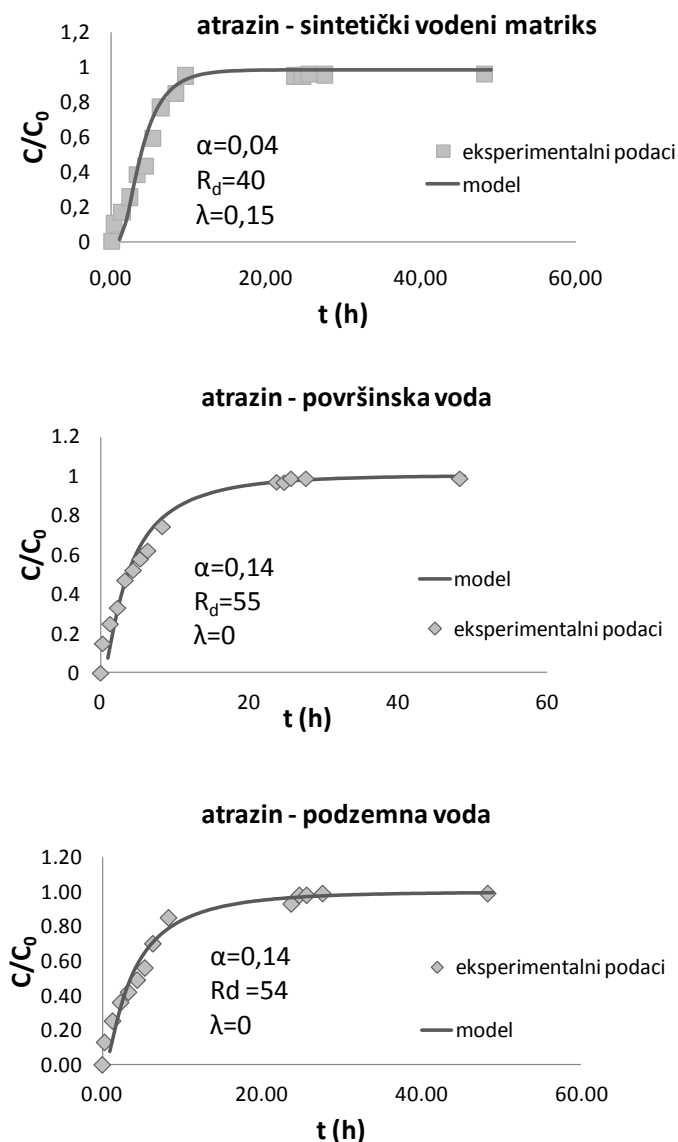 atrazin - sintetički vodeni matriks
1,2
1
0,8
0,6
0,4
0,2
0
C/C0
α=0,04
Rd=40
λ=0,15
eksperimentalni podaci
model
0,00 20,00 40,00 60,00
t (h)
atrazin - površinska voda
1.2
1
0.8
0.6
0.4
0.2
0
C/C0
α=0,14
Rd=55
λ=0
model
eksperimentalni podaci
0 20 40 60
t (h)
atrazin - podzemna voda
1.20
1.00
0.80
0.60
0.40
0.20
0.00
C/C0
α=0,14
Rd =54
λ=0
eksperimentalni podaci
model
0.00 20.00 40.00 60.00
t (h)